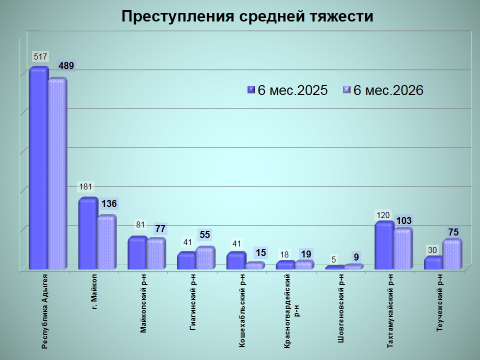 Преступления средней тяжести
6 мес.2025 6 мес.2026
517 489
181 136
81 77
41 55
41 15
18 19
5 9
120 103
30 75
Республика Адыгея
г. Майкоп
Майкопский р-н
Гиагинский р-н
Кошехабльский р-н
Красногвардейский
р-н
Шовгеновский р-н
Тахтамукайский р-н
Теучежский р-н